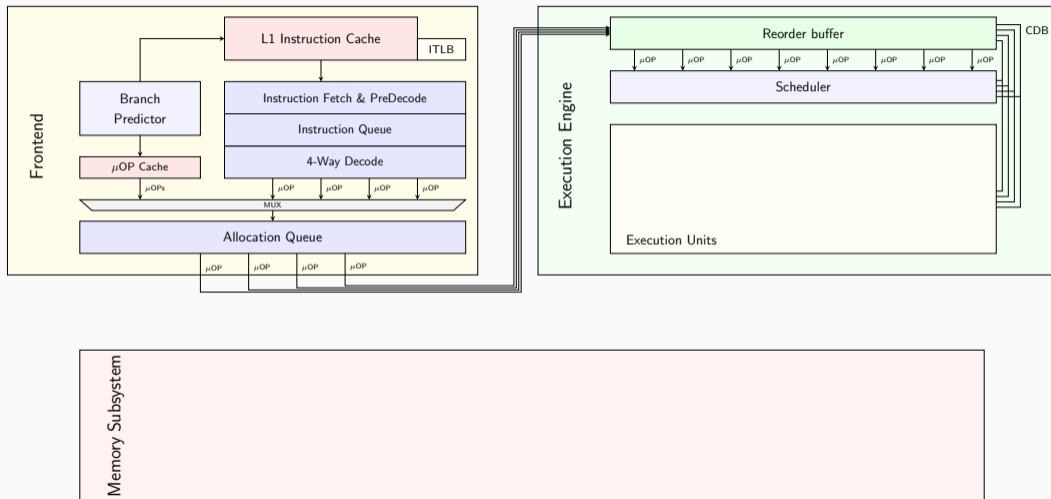 Frontend
L1 Instruction Cache
ITLB
Branch
Predictor
Instruction Fetch & PreDecode
Instruction Queue
4-Way Decode
μOP Cache
μOPs
μOP
μOP
μOP
μOP
MUX
Allocation Queue
μOP
μOP
μOP
μOP
Execution Engine
Reorder buffer
CDB
μOP
μOP
μOP
μOP
μOP
μOP
μOP
μOP
Scheduler
Execution Units
Memory Subsystem